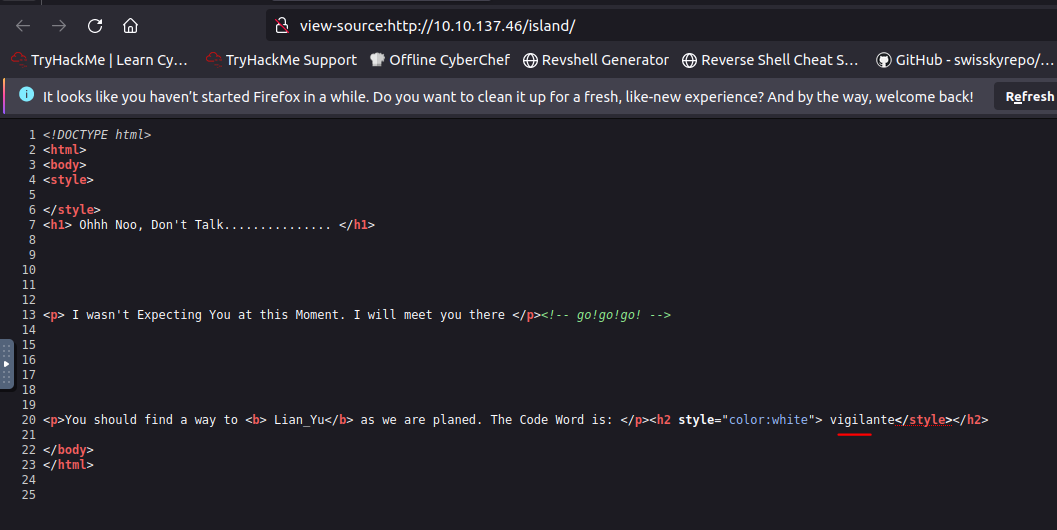 view-source:http://10.10.137.46/island/
TryHackMe | Learn Cy... TryHackMe Support Offline CyberChef Revshell Generator Reverse Shell Cheat S... GitHub - swisskyrepo/...
It looks like you haven't started Firefox in a while. Do you want to clean it up for a fresh, like-new experience? And by the way, welcome back! Refresh
1 <!DOCTYPE html>
2 <html>
3 <body>
4 <style>
5
6 </style>
7 <h1> Ohhh Noo, Don't Talk............... </h1>
8
9
10
11
12
13 <p> I wasn't Expecting You at this Moment. I will meet you there </p><!-- go!go!go! -->
14
15
16
17
18
19
20 <p>You should find a way to <b> Lian_Yu</b> as we are planed. The Code Word is: </p><h2 style="color:white"> vigilante</style></h2>
21
22 </body>
23 </html>
24
25